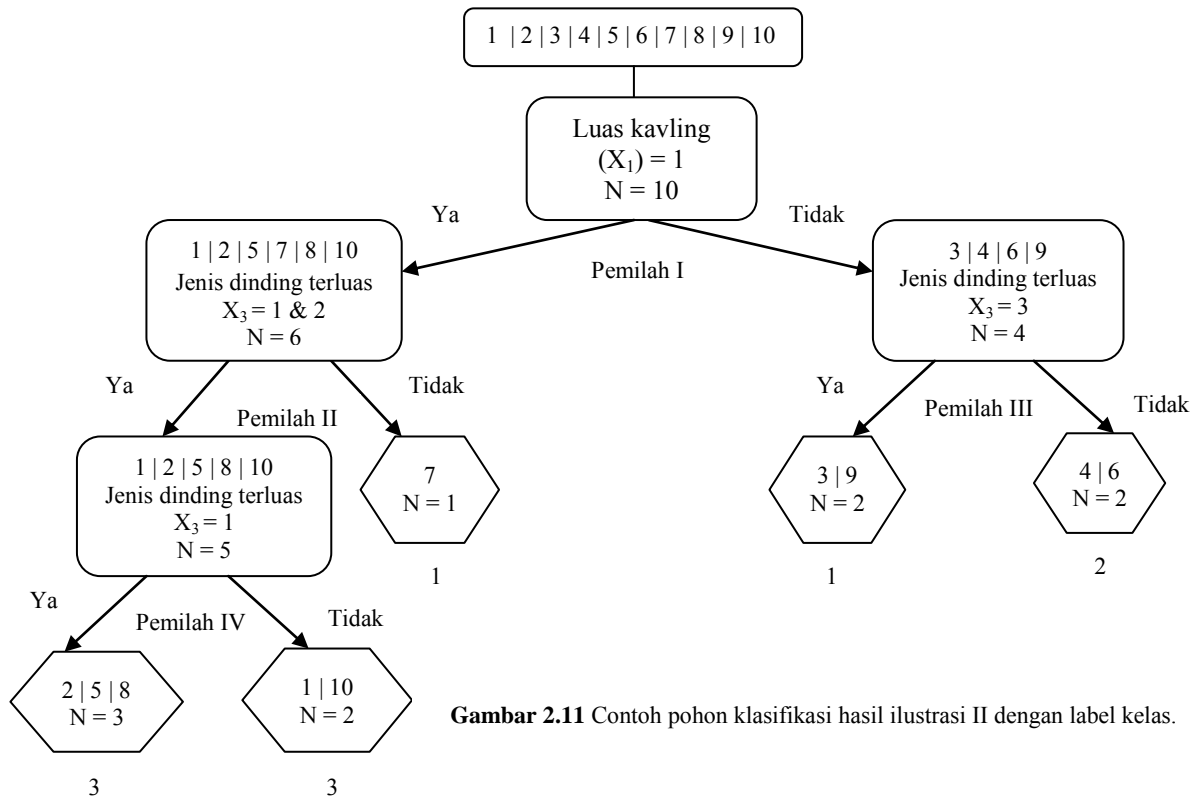 1 | 2 | 3 | 4 | 5 | 6 | 7 | 8 | 9 | 10
Luas kavling
(X₁) = 1
N = 10
Ya
Tidak
Pemilah I
1 | 2 | 5 | 7 | 8 | 10
Jenis dinding terluas
X₃ = 1 & 2
N = 6
3 | 4 | 6 | 9
Jenis dinding terluas
X₃ = 3
N = 4
Ya
Tidak
Pemilah II
Ya
Pemilah III
Tidak
1 | 2 | 5 | 8 | 10
Jenis dinding terluas
X₃ = 1
N = 5
7
N = 1
1
3 | 9
N = 2
1
4 | 6
N = 2
2
Ya
Pemilah IV
Tidak
2 | 5 | 8
N = 3
3
1 | 10
N = 2
3
Gambar 2.11 Contoh pohon klasifikasi hasil ilustrasi II dengan label kelas.